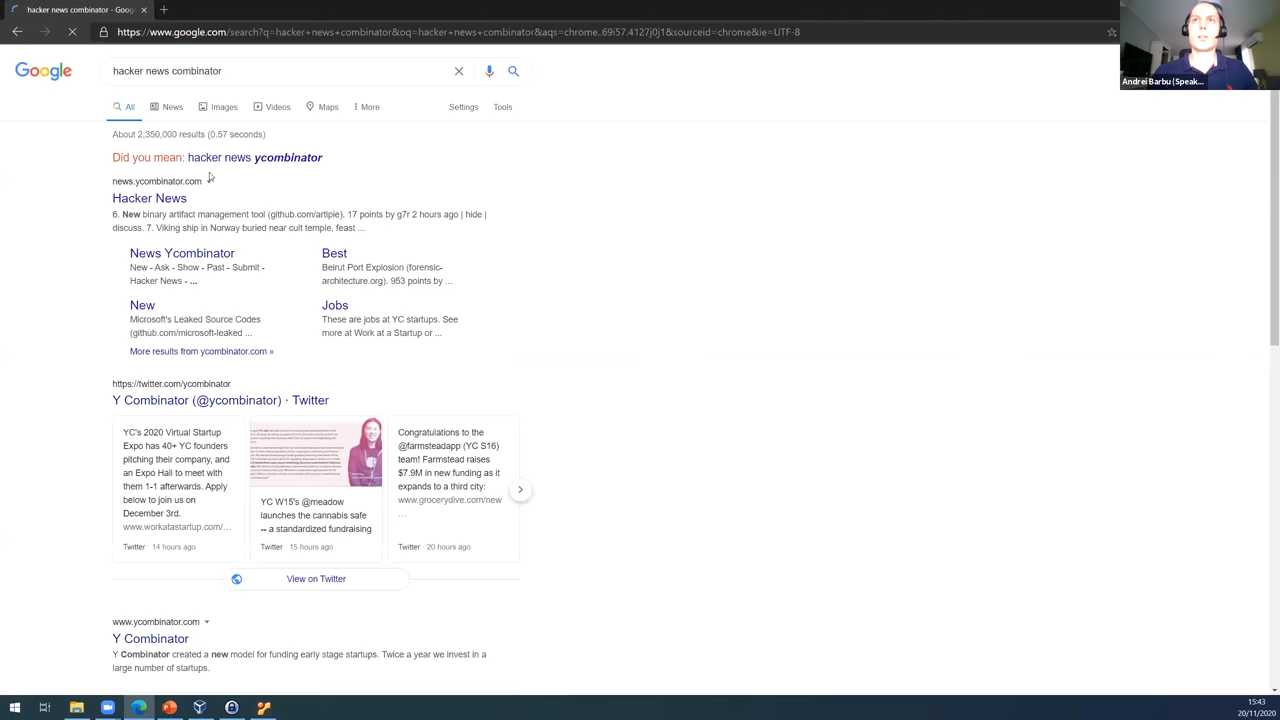 hacker news combinator - Goog
https://www.google.com/search?q=hacker+news+combinator&oq=hacker+news+combinator&aqs=chrome..69i57.4127j0j1&sourceid=chrome&ie=UTF-8
Andrei Barbu (Speak...
Google
hacker news combinator
All News Images Videos Maps More Settings Tools
About 2,350,000 results (0.57 seconds)
Did you mean: hacker news ycombinator
news.ycombinator.com
Hacker News
6. New binary artifact management tool (github.com/artipie). 17 points by g7r 2 hours ago | hide |
discuss. 7. Viking ship in Norway buried near cult temple, feast ...
News Ycombinator
New - Ask - Show - Past - Submit -
Hacker News - ...
Best
Beirut Port Explosion (forensic-
architecture.org). 953 points by ...
New
Microsoft's Leaked Source Codes
(github.com/microsoft-leaked ...
Jobs
These are jobs at YC startups. See
more at Work at a Startup or ...
More results from ycombinator.com »
https://twitter.com/ycombinator
Y Combinator (@ycombinator) · Twitter
YC's 2020 Virtual Startup
Expo has 40+ YC founders
pitching their company, and
an Expo Hall to meet with
them 1-1 afterwards. Apply
below to join us on
December 3rd.
www.workatastartup.com/...
Twitter · 14 hours ago
YC W15's @meadow
launches the cannabis safe
-- a standardized fundraising
Twitter · 15 hours ago
Congratulations to the
@farmsteadapp (YC S16)
team! Farmstead raises
$7.9M in new funding as it
expands to a third city:
www.grocerydive.com/new
...
Twitter · 20 hours ago
View on Twitter
www.ycombinator.com
Y Combinator
Y Combinator created a new model for funding early stage startups. Twice a year we invest in a
large number of startups.
15:43
20/11/2020